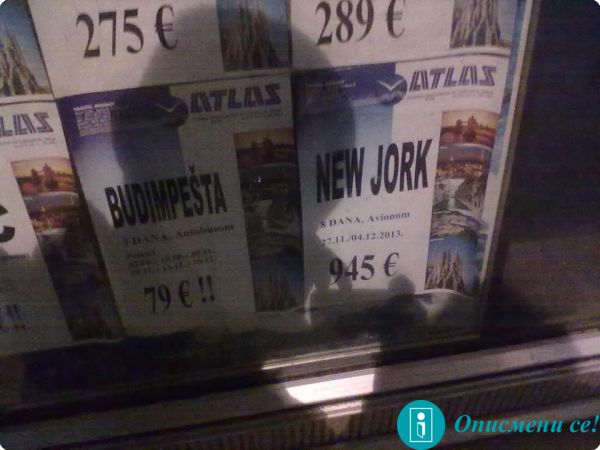 275 €
289 €
ATLAS
ATLAS
ATLAS
BUDIMPEŠTA
3 DANA, Autobusom
79 € !!
NEW JORK
8 DANA, Avionom
27.11./04.12.2013.
945 €
€ !!
Описмени се!